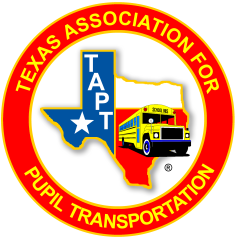 TEXAS ASSOCIATION FOR
PUPIL TRANSPORTATION
TAPT
SCHOOL BUS
®